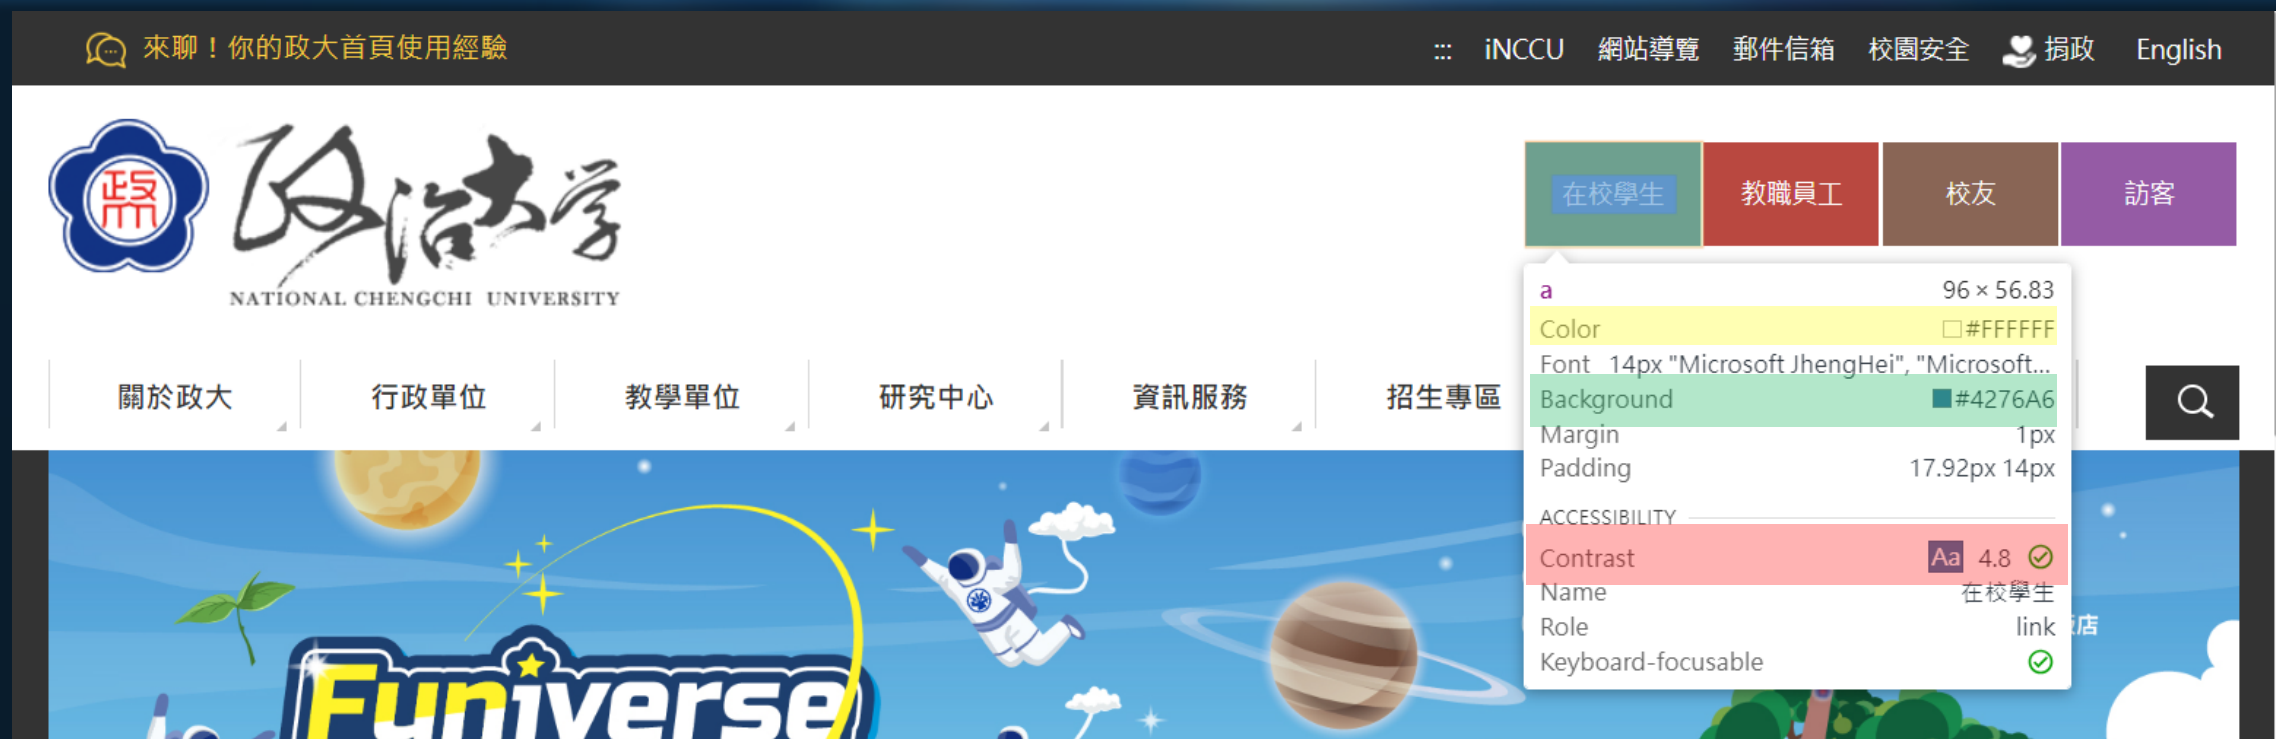 來聊！你的政大首頁使用經驗
::: iNCCU 網站導覽 郵件信箱 校園安全 捐政 English
政
政治大学
NATIONAL CHENGCHI UNIVERSITY
在校學生 教職員工 校友 訪客
關於政大 行政單位 教學單位 研究中心 資訊服務 招生專區
a 96 × 56.83
Color #FFFFFF
Font 14px "Microsoft JhengHei", "Microsoft...
Background #4276A6
Margin 1px
Padding 17.92px 14px
ACCESSIBILITY
Contrast Aa 4.8
Name 在校學生
Role link
Keyboard-focusable
店
Funiverse